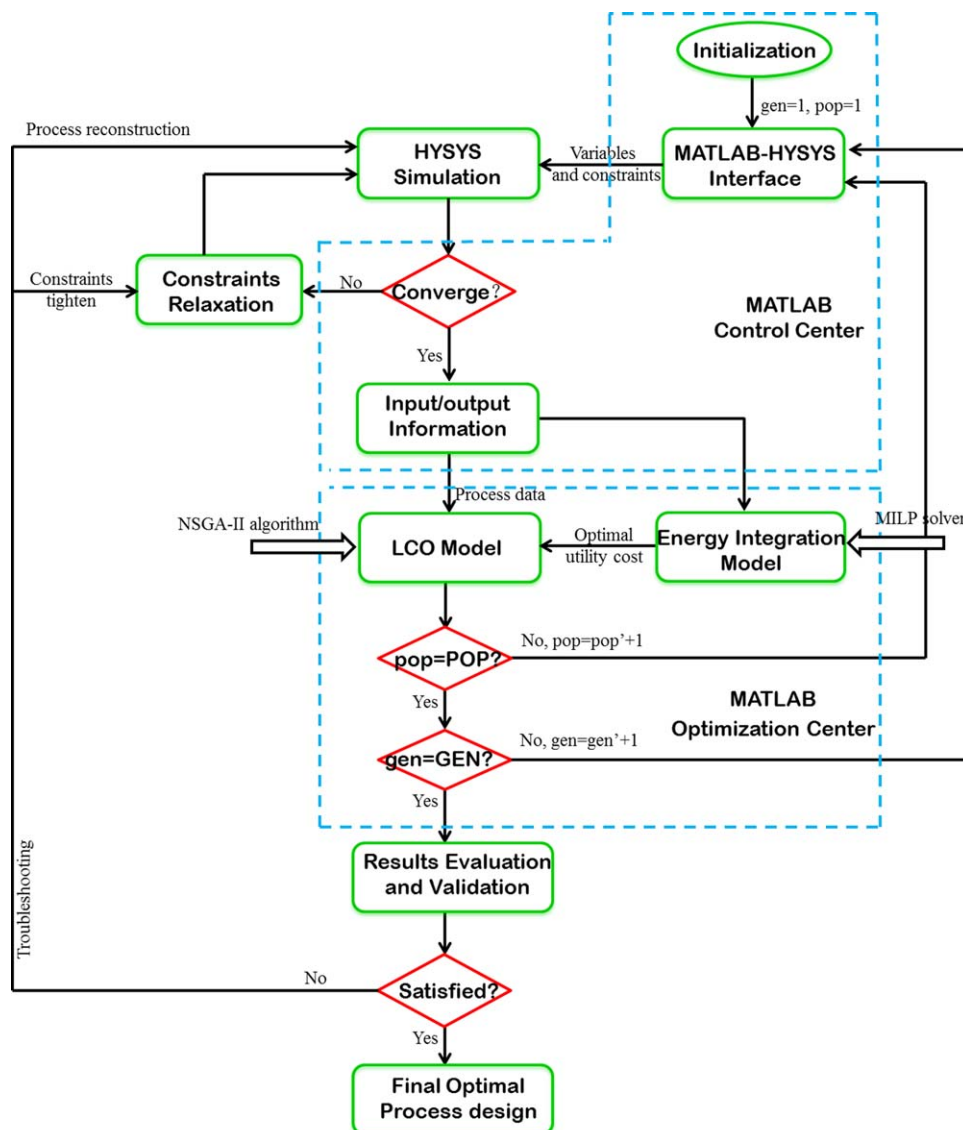 Initialization
gen=1, pop=1
Process reconstruction
HYSYS
Simulation
Variables
and constraints
MATLAB-HYSYS
Interface
Constraints
tighten
Constraints
Relaxation
No
Converge?
MATLAB
Control Center
Yes
Input/output
Information
Process data
NSGA-II algorithm
LCO Model
Optimal
utility cost
Energy Integration
Model
MILP solver
pop=POP?
No, pop=pop’+1
Yes
MATLAB
Optimization Center
gen=GEN?
No, gen=gen’+1
Yes
Results Evaluation
and Validation
Troubleshooting
No
Satisfied?
Yes
Final Optimal
Process design